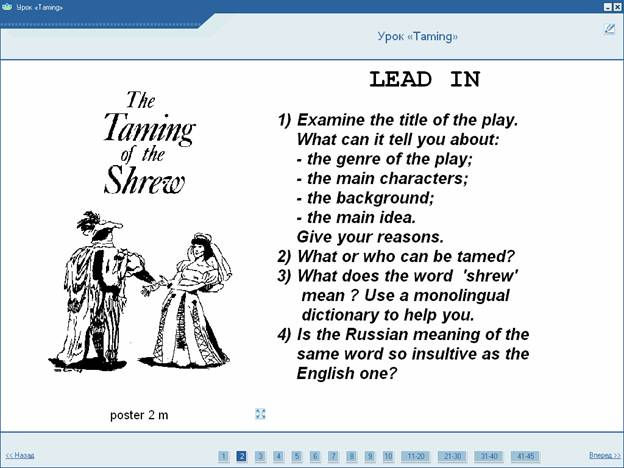 Урок «Taming»
Урок «Taming»
The
Taming
of the
Shrew
poster 2 m
LEAD IN
1) Examine the title of the play.
What can it tell you about:
- the genre of the play;
- the main characters;
- the background;
- the main idea.
Give your reasons.
2) What or who can be tamed?
3) What does the word 'shrew'
mean ? Use a monolingual
dictionary to help you.
4) Is the Russian meaning of the
same word so insultive as the
English one?
<< Назад
1 2 3 4 5 6 7 8 9 10 11-20 21-30 31-40 41-45
Вперед >>